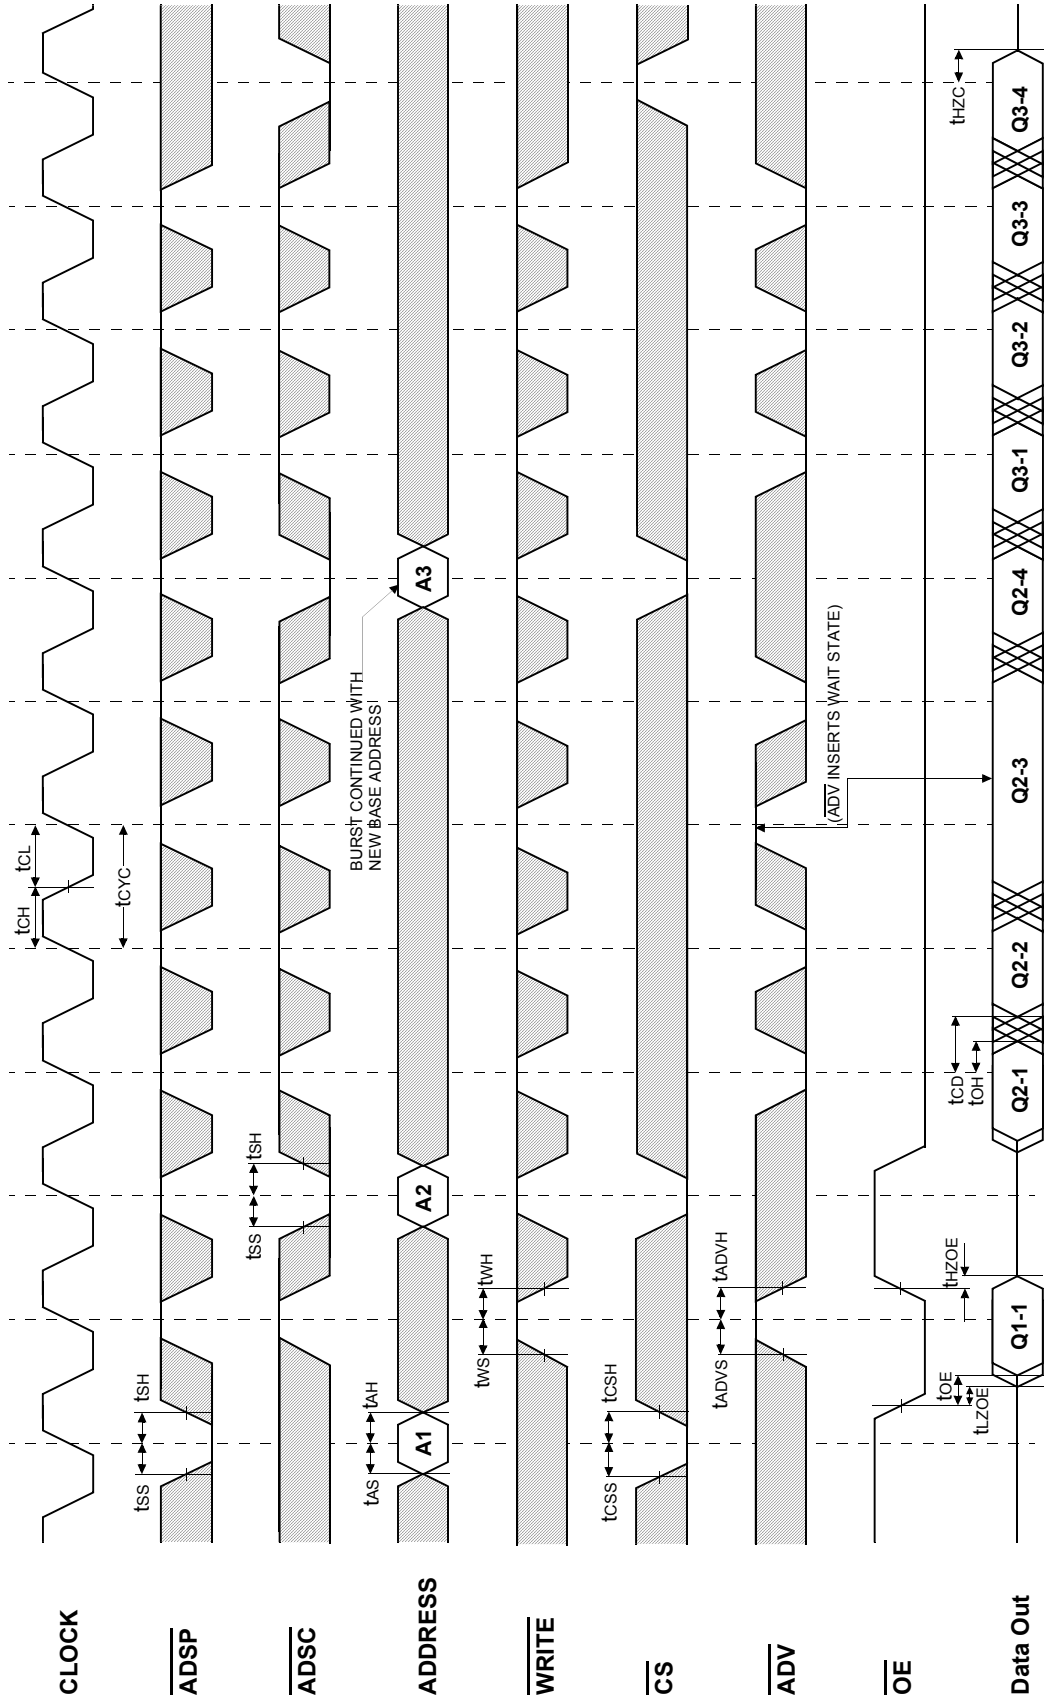 CLOCK
tCH
tCL
tCYC
ADSP
tSS
tSH
ADSC
tSS
tSH
ADDRESS
tAS
tAH
A1
A2
A3
BURST CONTINUED WITH
NEW BASE ADDRESS
WRITE
tWS
tWH
CS
tCSS
tCSH
ADV
tADVS
tADVH
(ADV INSERTS WAIT STATE)
OE
tOE
tLZOE
tHZOE
tCD
tOH
tHZC
Data Out
Q1-1
Q2-1
Q2-2
Q2-3
Q2-4
Q3-1
Q3-2
Q3-3
Q3-4